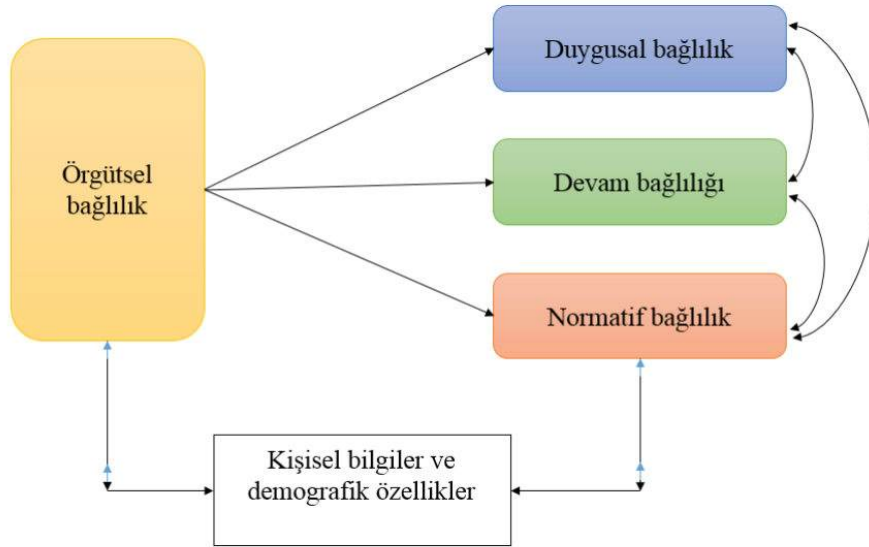 Örgütsel
bağlılık
Duygusal bağlılık
Devam bağlılığı
Normatif bağlılık
Kişisel bilgiler ve
demografik özellikler